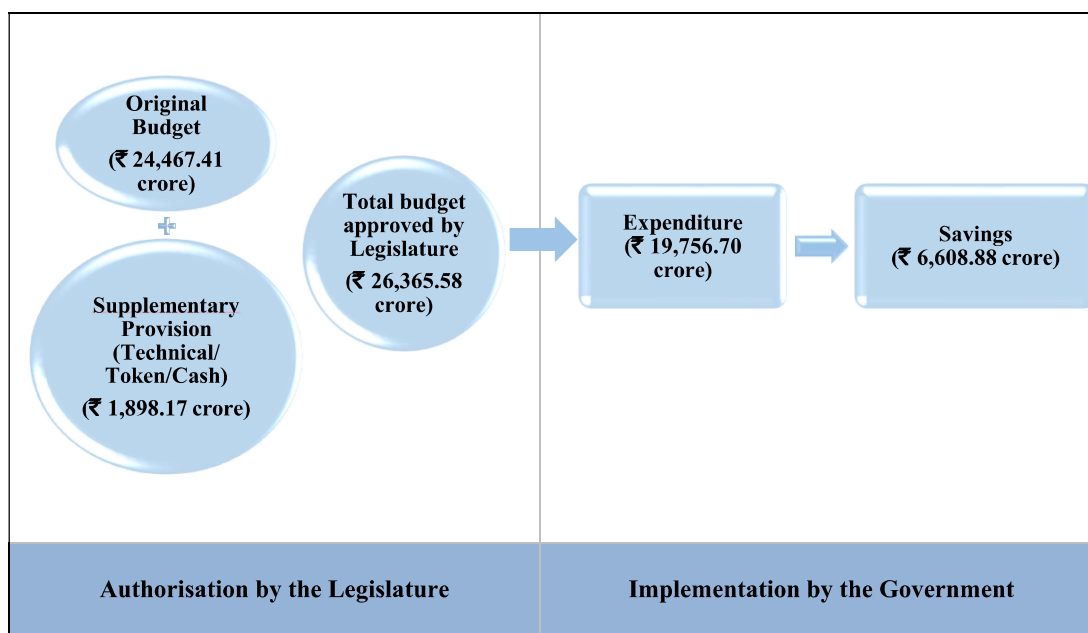 Original
Budget
(₹ 24,467.41
crore)
+
Supplementary
Provision
(Technical/
Token/Cash)
(₹ 1,898.17 crore)
Total budget
approved by
Legislature
(₹ 26,365.58
crore)
Expenditure
(₹ 19,756.70
crore)
Savings
(₹ 6,608.88 crore)
Authorisation by the Legislature
Implementation by the Government